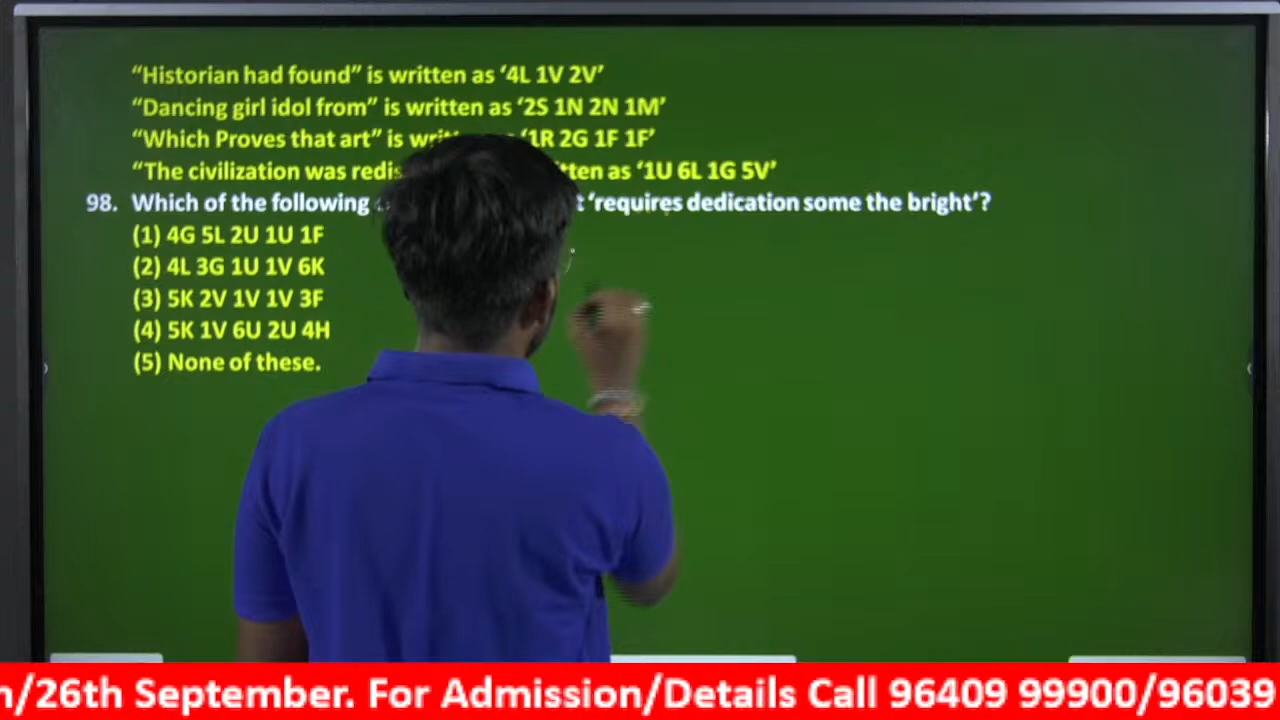 “Historian had found” is written as ‘4L 1V 2V’
“Dancing girl idol from” is written as ‘2S 1N 2N 1M’
“Which Proves that art” is ‘1R 2G 1F 1F’
“The civilization was as ‘1U 6L 1G 5V’
98. Which of the following ‘requires dedication some the bright’?
(1) 4G 5L 2U 1U 1F
(2) 4L 3G 1U 1V 6K
(3) 5K 2V 1V 1V 3F
(4) 5K 1V 6U 2U 4H
(5) None of these.
/26th September. For Admission/Details Call 96409 99900/96039